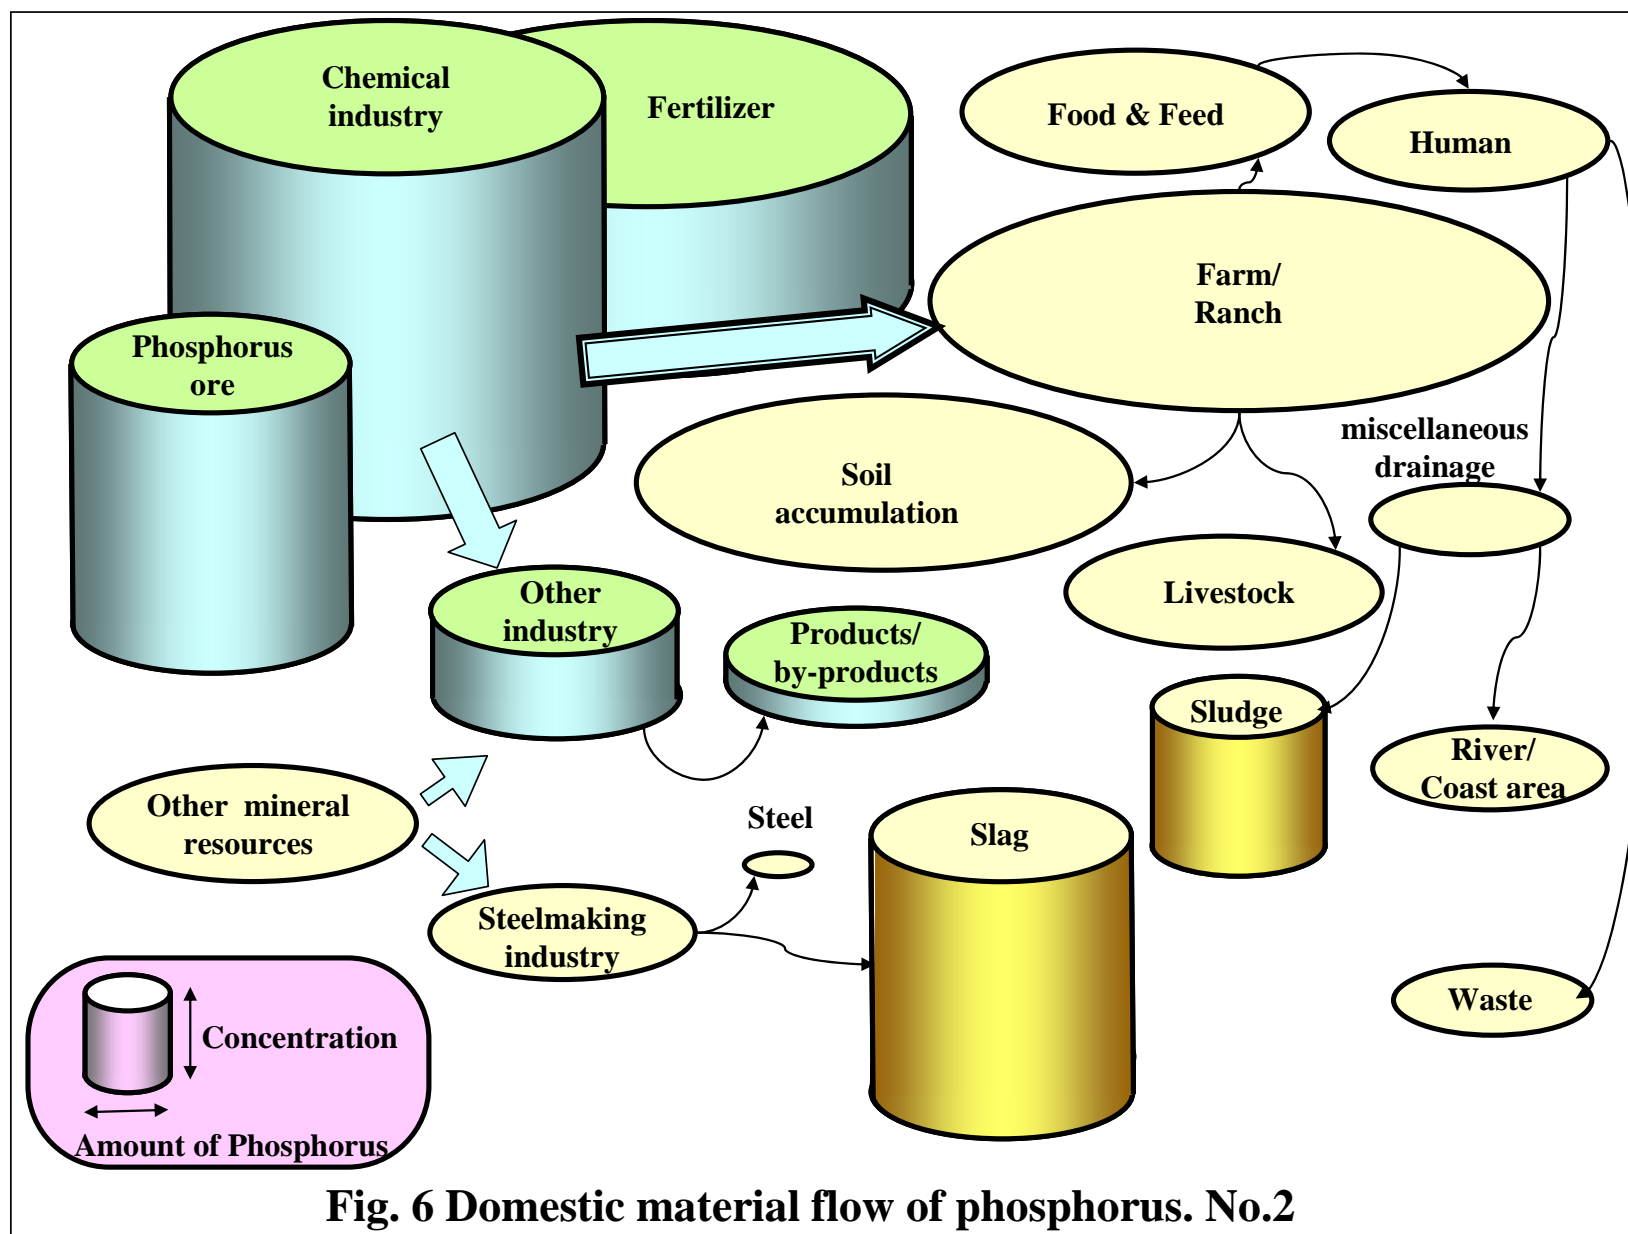 Chemical
industry
Fertilizer
Food & Feed
Human
Phosphorus
ore
Farm/
Ranch
miscellaneous
drainage
Soil
accumulation
Livestock
Other
industry
Products/
by-products
Sludge
River/
Coast area
Other mineral
resources
Steel
Slag
Steelmaking
industry
Waste
Concentration
Amount of Phosphorus
Fig. 6 Domestic material flow of phosphorus. No.2